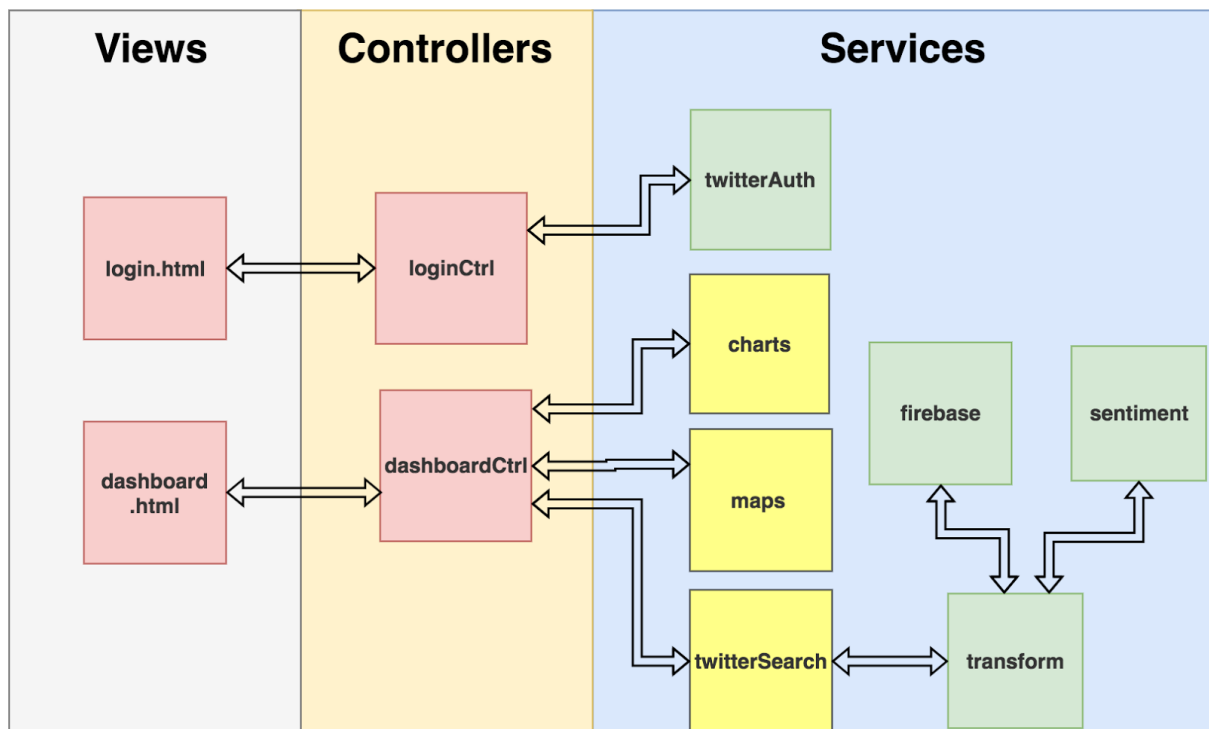 Views
Controllers
Services
twitterAuth
login.html
loginCtrl
charts
firebase
sentiment
dashboardCtrl
dashboard
.html
maps
twitterSearch
transform